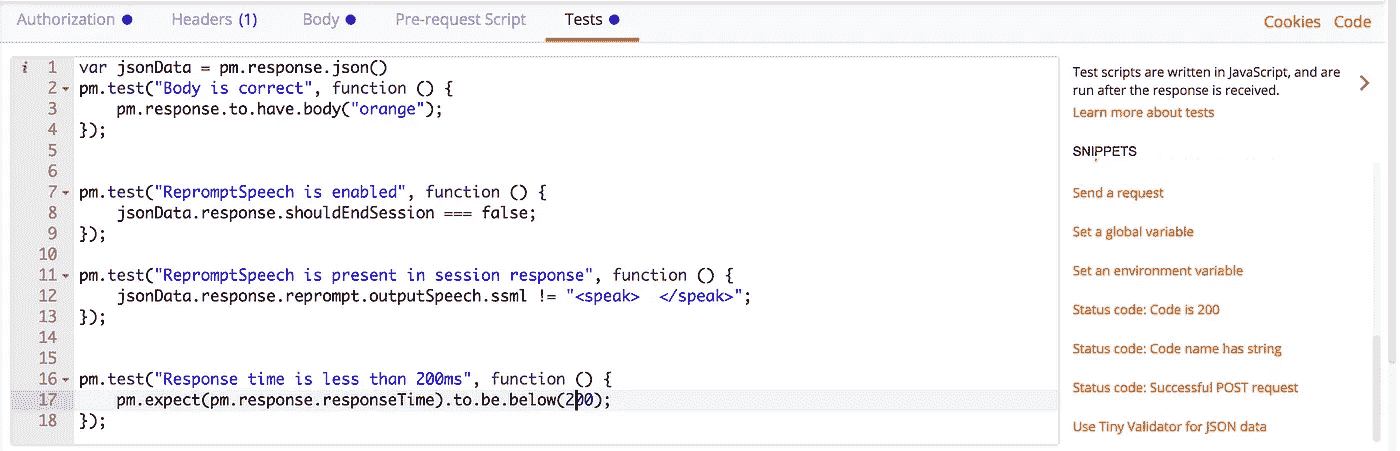 Authorization Headers (1) Body Pre-request Script Tests Cookies Code
i 1 var jsonData = pm.response.json()
2 pm.test("Body is correct", function () {
3 pm.response.to.have.body("orange");
4 });
5
6
7 pm.test("RepromptSpeech is enabled", function () {
8 jsonData.response.shouldEndSession === false;
9 });
10
11 pm.test("RepromptSpeech is present in session response", function () {
12 jsonData.response.reprompt.outputSpeech.ssml != "<speak>  </speak>";
13 });
14
15
16 pm.test("Response time is less than 200ms", function () {
17 pm.expect(pm.response.responseTime).to.be.below(200);
18 });
Test scripts are written in JavaScript, and are
run after the response is received.
Learn more about tests
SNIPPETS
Send a request
Set a global variable
Set an environment variable
Status code: Code is 200
Status code: Code name has string
Status code: Successful POST request
Use Tiny Validator for JSON data